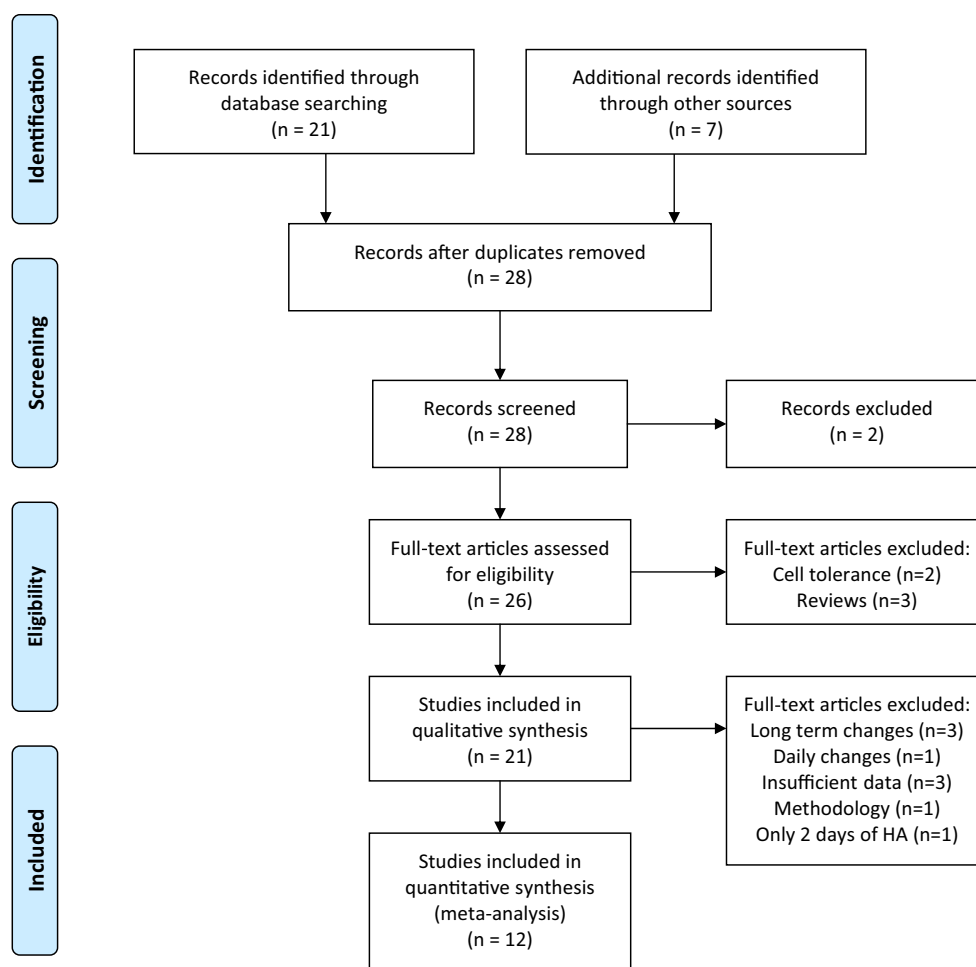 Identification
Records identified through
database searching
(n = 21)
Additional records identified
through other sources
(n = 7)
Records after duplicates removed
(n = 28)
Screening
Records screened
(n = 28)
Records excluded
(n = 2)
Eligibility
Full-text articles assessed
for eligibility
(n = 26)
Full-text articles excluded:
Cell tolerance (n=2)
Reviews (n=3)
Studies included in
qualitative synthesis
(n = 21)
Full-text articles excluded:
Long term changes (n=3)
Daily changes (n=1)
Insufficient data (n=3)
Methodology (n=1)
Only 2 days of HA (n=1)
Included
Studies included in
quantitative synthesis
(meta-analysis)
(n = 12)